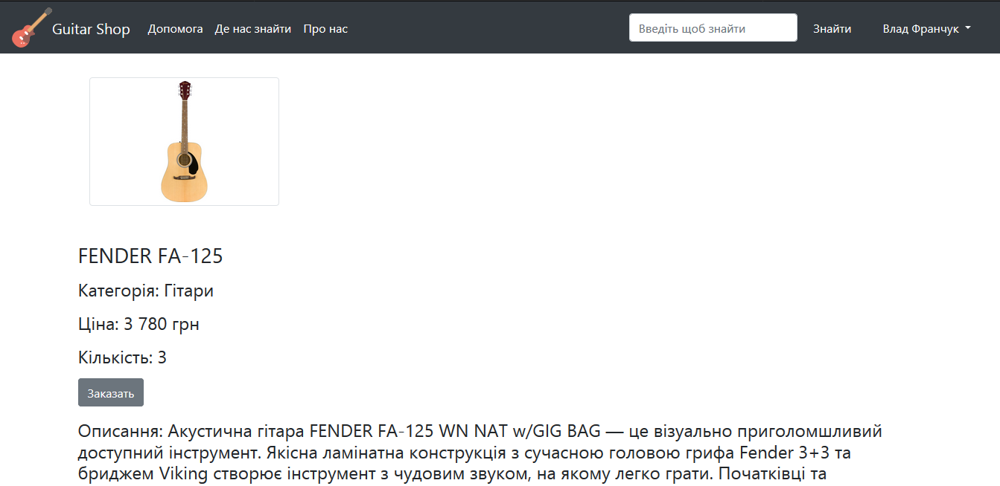 Guitar Shop Допомога Де нас знайти Про нас Введіть щоб знайти Знайти Влад Франчук
FENDER FA-125
Категорія: Гітари
Ціна: 3 780 грн
Кількість: 3
Заказать
Описання: Акустична гітара FENDER FA-125 WN NAT w/GIG BAG — це візуально приголомшливий
доступний інструмент. Якісна ламінатна конструкція з сучасною головою грифа Fender 3+3 та
бриджем Viking створює інструмент з чудовим звуком, на якому легко грати. Початківці та